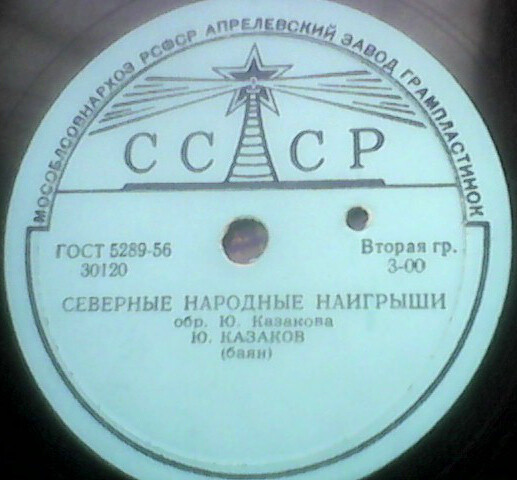 МОСОБЛСОВНАРХОЗ РСФСР АПРЕЛЕВСКИЙ ЗАВОД ГРАМПЛАСТИНОК
СССР
ГОСТ 5289-56
30120
Вторая гр.
3-00
СЕВЕРНЫЕ НАРОДНЫЕ НАИГРЫШИ
обр. Ю. Казакова
Ю. КАЗАКОВ
(баян)